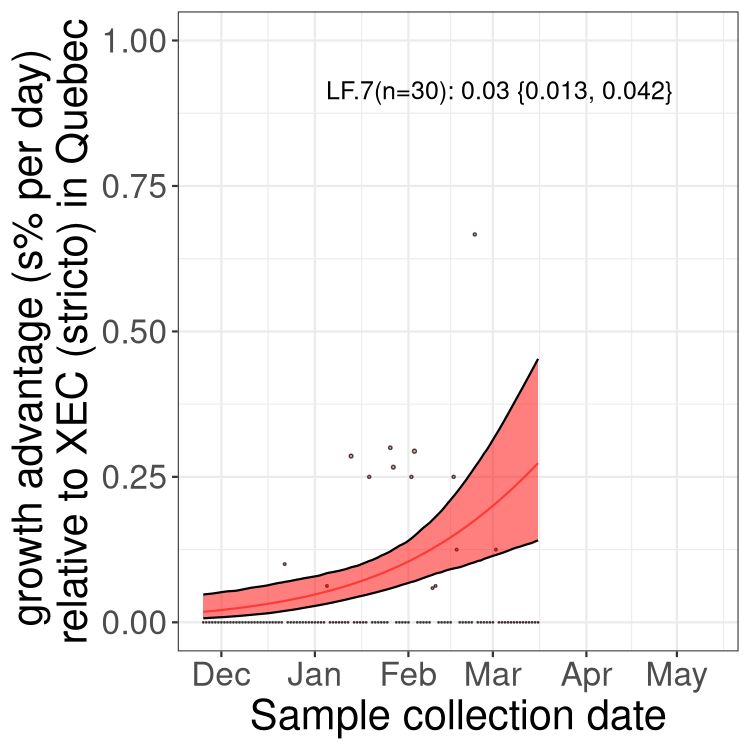 growth advantage (s% per day)
relative to XEC (stricto) in Quebec
1.00
0.75
0.50
0.25
0.00
LF.7(n=30): 0.03 {0.013, 0.042}
Dec Jan Feb Mar Apr May
Sample collection date